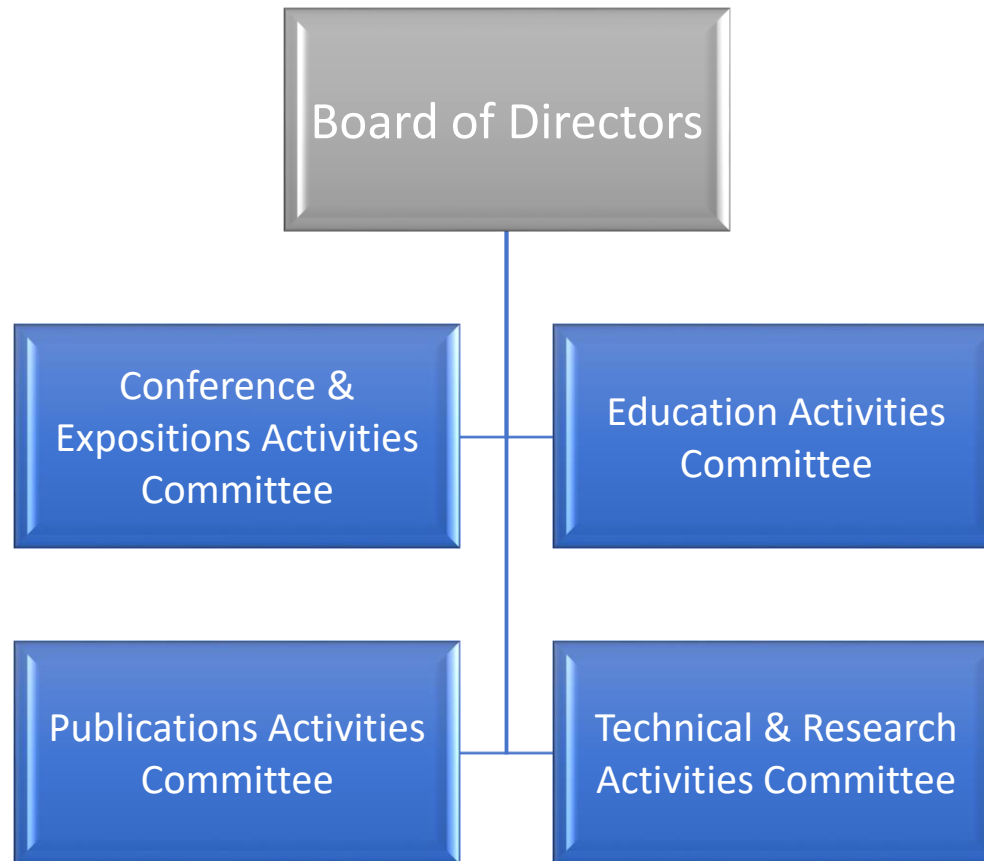 Board of Directors
Conference &
Expositions Activities
Committee
Education Activities
Committee
Publications Activities
Committee
Technical & Research
Activities Committee